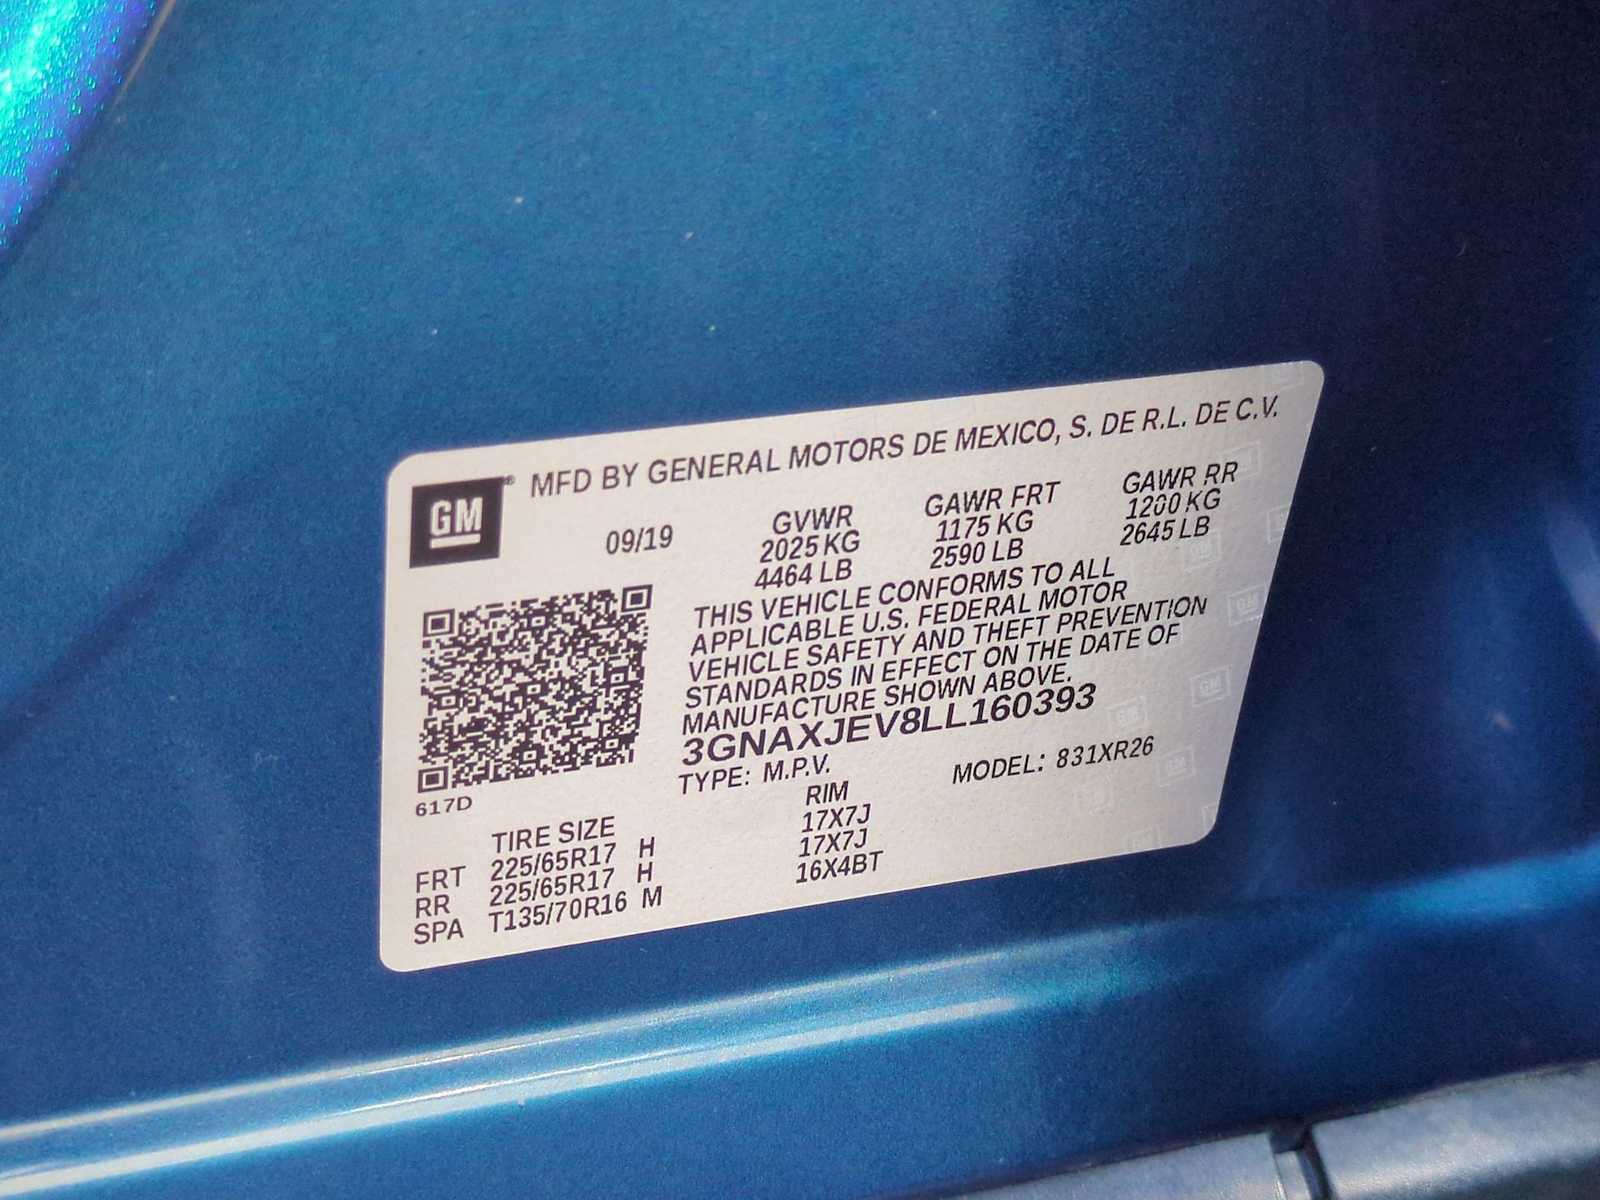 GM® MFD BY GENERAL MOTORS DE MEXICO, S. DE R.L. DE C.V.
09/19 GVWR GAWR FRT GAWR RR
2025 KG 1175 KG 1200 KG
4464 LB 2590 LB 2645 LB
THIS VEHICLE CONFORMS TO ALL
APPLICABLE U.S. FEDERAL MOTOR
VEHICLE SAFETY AND THEFT PREVENTION
STANDARDS IN EFFECT ON THE DATE OF
MANUFACTURE SHOWN ABOVE.
3GNAXJEV8LL160393
TYPE: M.P.V. MODEL: 831XR26
617D
TIRE SIZE RIM
FRT 225/65R17 H 17X7J
RR 225/65R17 H 17X7J
SPA T135/70R16 M 16X4BT